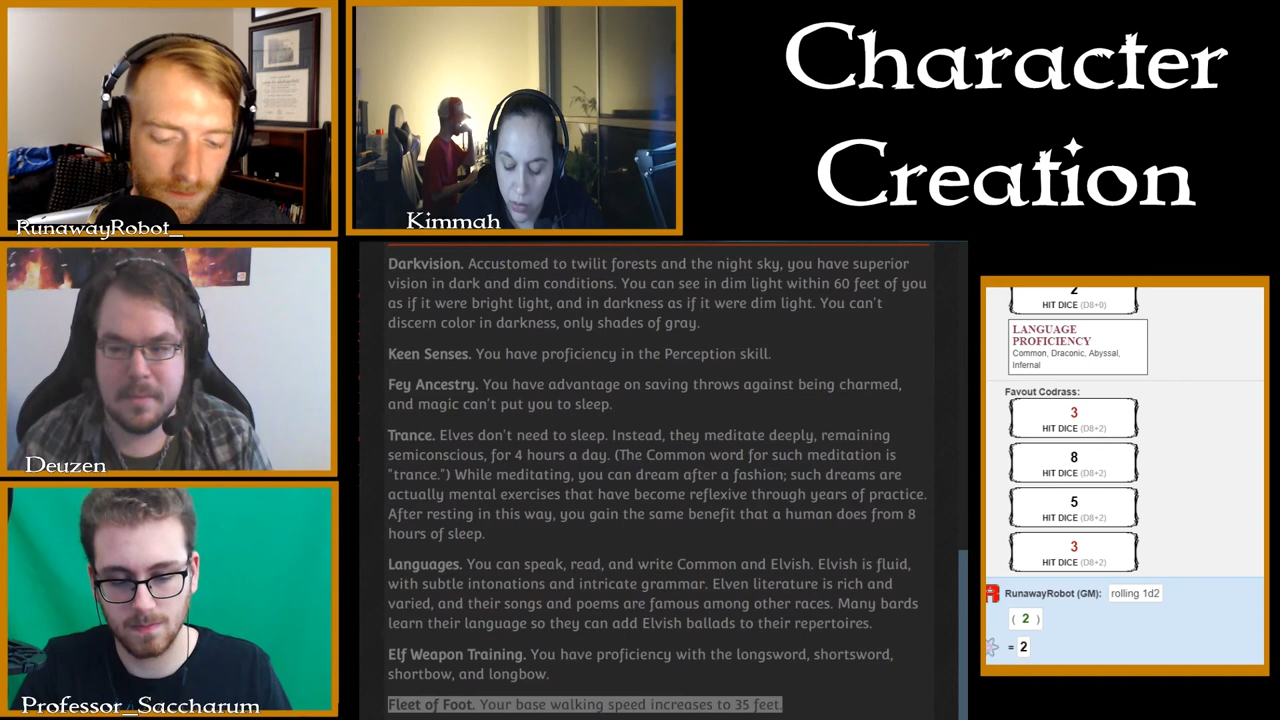 Character
Creation
RunawayRobot_
Kimmah
Deuzen
Professor_Saccharum
Darkvision. Accustomed to twilit forests and the night sky, you have superior
vision in dark and dim conditions. You can see in dim light within 60 feet of you
as if it were bright light, and in darkness as if it were dim light. You can't
discern color in darkness, only shades of gray.
Keen Senses. You have proficiency in the Perception skill.
Fey Ancestry. You have advantage on saving throws against being charmed,
and magic can't put you to sleep.
Trance. Elves don't need to sleep. Instead, they meditate deeply, remaining
semiconscious, for 4 hours a day. (The Common word for such meditation is
"trance.") While meditating, you can dream after a fashion; such dreams are
actually mental exercises that have become reflexive through years of practice.
After resting in this way, you gain the same benefit that a human does from 8
hours of sleep.
Languages. You can speak, read, and write Common and Elvish. Elvish is fluid,
with subtle intonations and intricate grammar. Elven literature is rich and
varied, and their songs and poems are famous among other races. Many bards
learn their language so they can add Elvish ballads to their repertoires.
Elf Weapon Training. You have proficiency with the longsword, shortsword,
shortbow, and longbow.
Fleet of Foot. Your base walking speed increases to 35 feet.
2
HIT DICE (D8+0)
LANGUAGE
PROFICIENCY
Common, Draconic, Abyssal,
Infernal
Favout Codrass:
3
HIT DICE (D8+2)
8
HIT DICE (D8+2)
5
HIT DICE (D8+2)
3
HIT DICE (D8+2)
RunawayRobot (GM): rolling 1d2
( 2 )
= 2